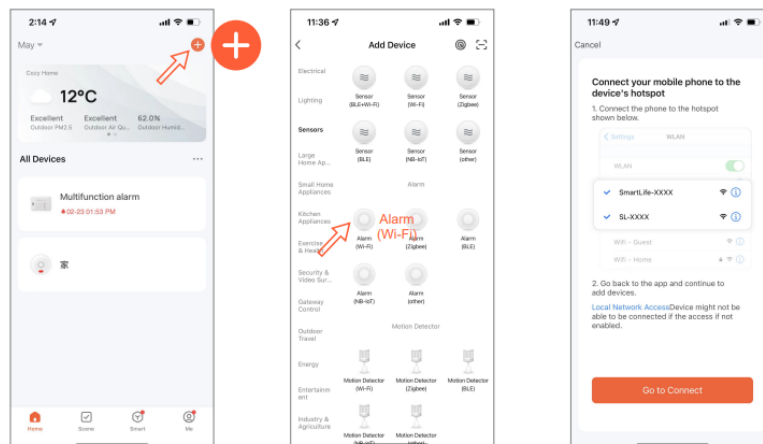 2:14
May
Cozy Home
12°C
Excellent
Excellent
62.0%
Outdoor PM2.5
Outdoor Air Qu...
Outdoor Humid...
All Devices
Multifunction alarm
02-23 01:53 PM
家
Home
Scene
Smart
Me
11:36
Add Device
Electrical
Lighting
Sensors
Large
Home Ap...
Small Home
Appliances
Kitchen
Appliances
Exercise
& Health
Security &
Video Sur...
Gateway
Control
Outdoor
Travel
Energy
Entertainm
ent
Industry &
Agriculture
Sensor
(BLE+Wi-Fi)
Sensor
(Wi-Fi)
Sensor
(Zigbee)
Sensor
(BLE)
Sensor
(NB-IoT)
Sensor
(other)
Alarm
Alarm
(Wi-Fi)
Alarm
(Wi-Fi)
Alarm
(Zigbee)
Alarm
(BLE)
Alarm
(NB-IoT)
Alarm
(other)
Motion Detector
Motion Detector
(Wi-Fi)
Motion Detector
(Zigbee)
Motion Detector
(BLE)
Motion Detector
(NB-IoT)
Motion Detector
(other)
11:49
Cancel
Connect your mobile phone to the
device's hotspot
1. Connect the phone to the hotspot
shown below.
Settings
WLAN
WLAN
SmartLife-XXXX
SL-XXXX
Wifi - Guest
Wifi - Home
2. Go back to the app and continue to
add devices.
Local Network AccessDevice might not be
able to be connected if the access if not
enabled.
Go to Connect